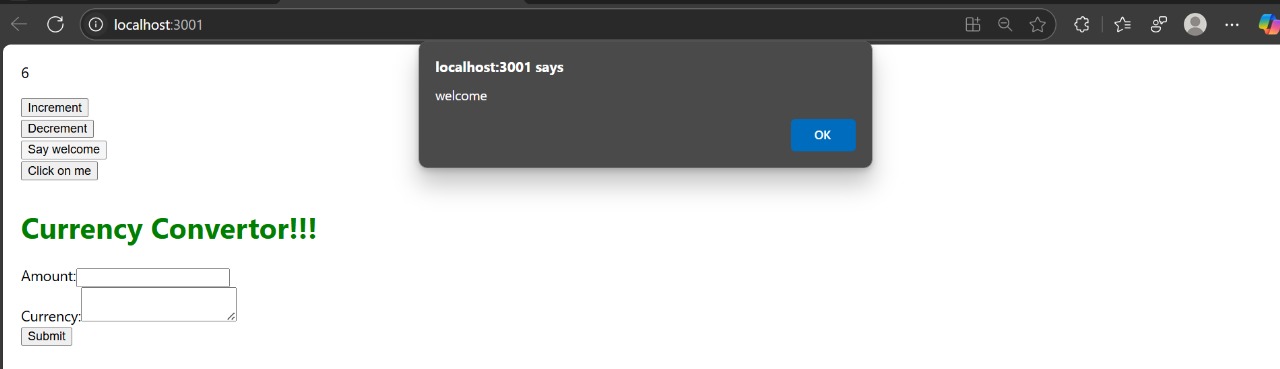 localhost:3001
localhost:3001 says
welcome
OK
6
Increment
Decrement
Say welcome
Click on me
Currency Convertor!!!
Amount:
Currency:
Submit